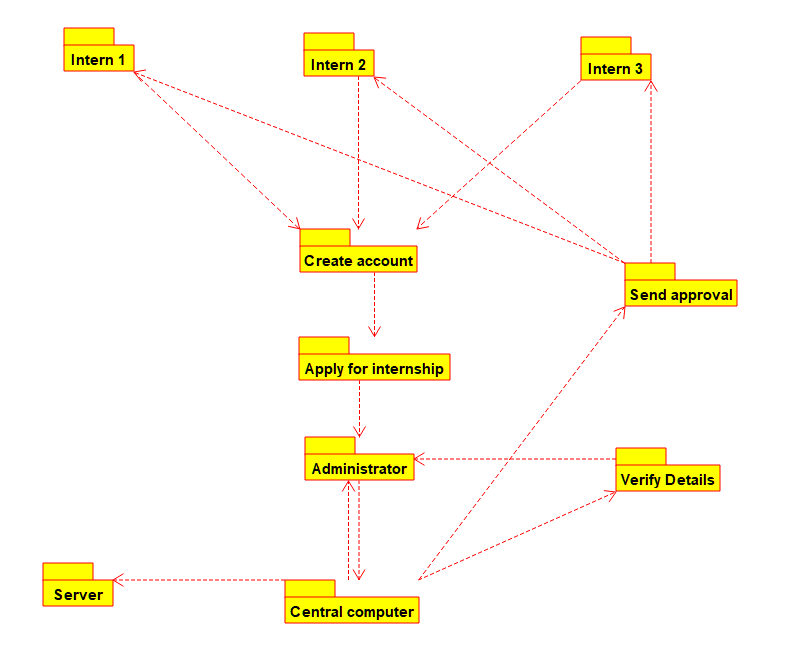 Intern 1
Intern 2
Intern 3
Create account
Send approval
Apply for internship
Administrator
Verify Details
Server
Central computer